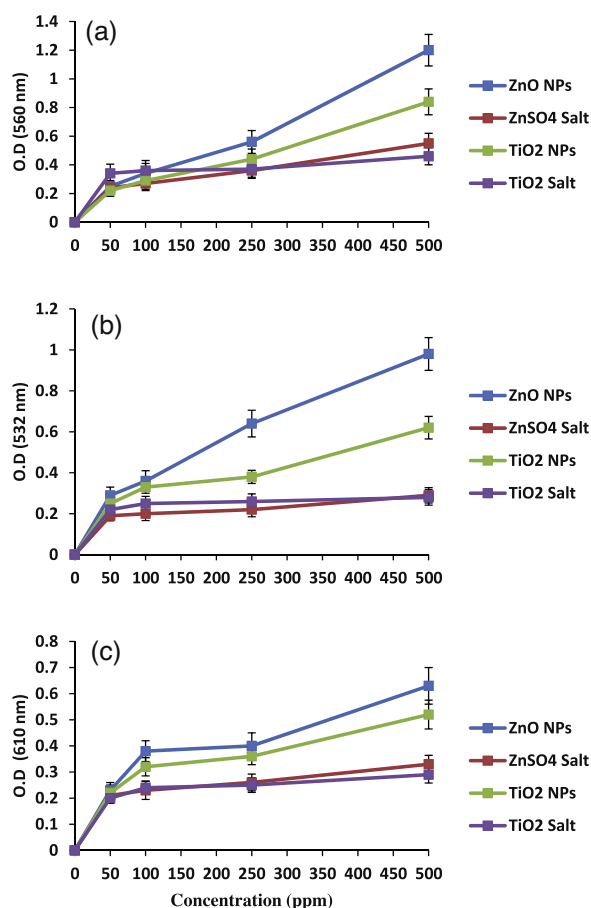 (a)
O.D (560 nm)
1.4
1.2
1
0.8
0.6
0.4
0.2
0
0 50 100 150 200 250 300 350 400 450 500
ZnO NPs
ZnSO4 Salt
TiO2 NPs
TiO2 Salt
(b)
O.D (532 nm)
1.2
1
0.8
0.6
0.4
0.2
0
0 50 100 150 200 250 300 350 400 450 500
ZnO NPs
ZnSO4 Salt
TiO2 NPs
TiO2 Salt
(c)
O.D (610 nm)
0.8
0.7
0.6
0.5
0.4
0.3
0.2
0.1
0
0 50 100 150 200 250 300 350 400 450 500
ZnO NPs
ZnSO4 Salt
TiO2 NPs
TiO2 Salt
Concentration (ppm)